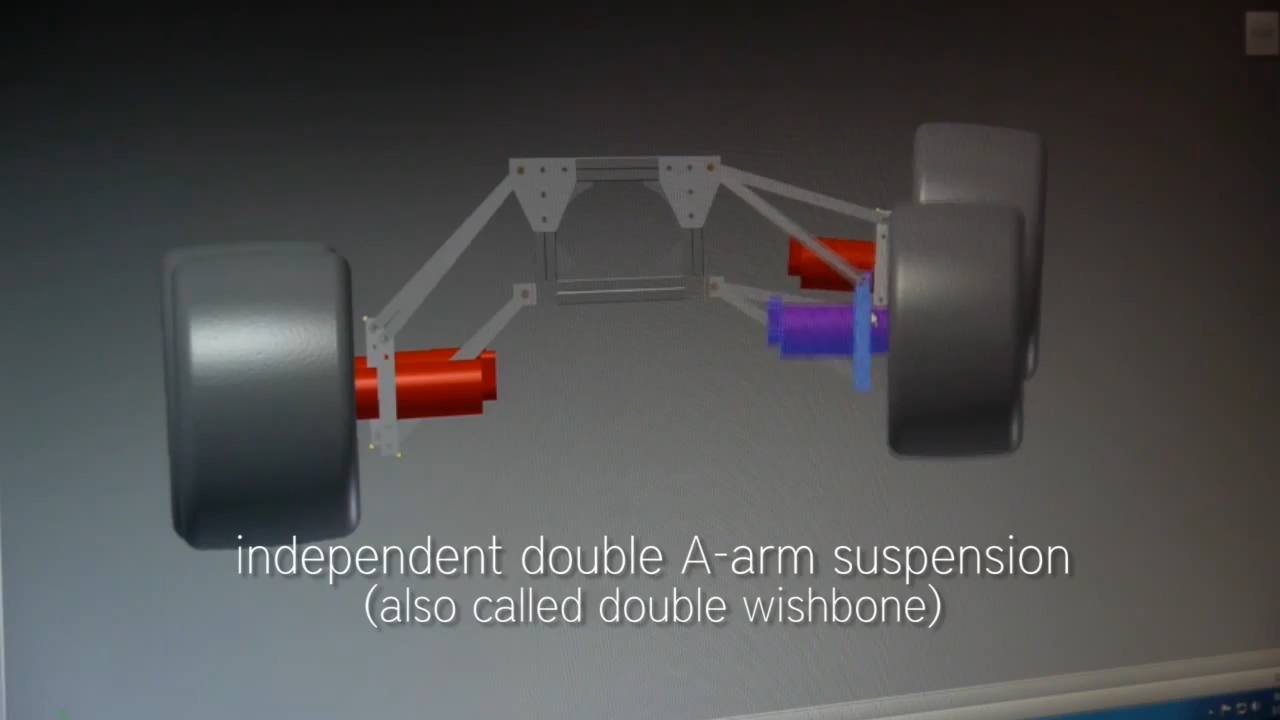 independent double A-arm suspension
(also called double wishbone)